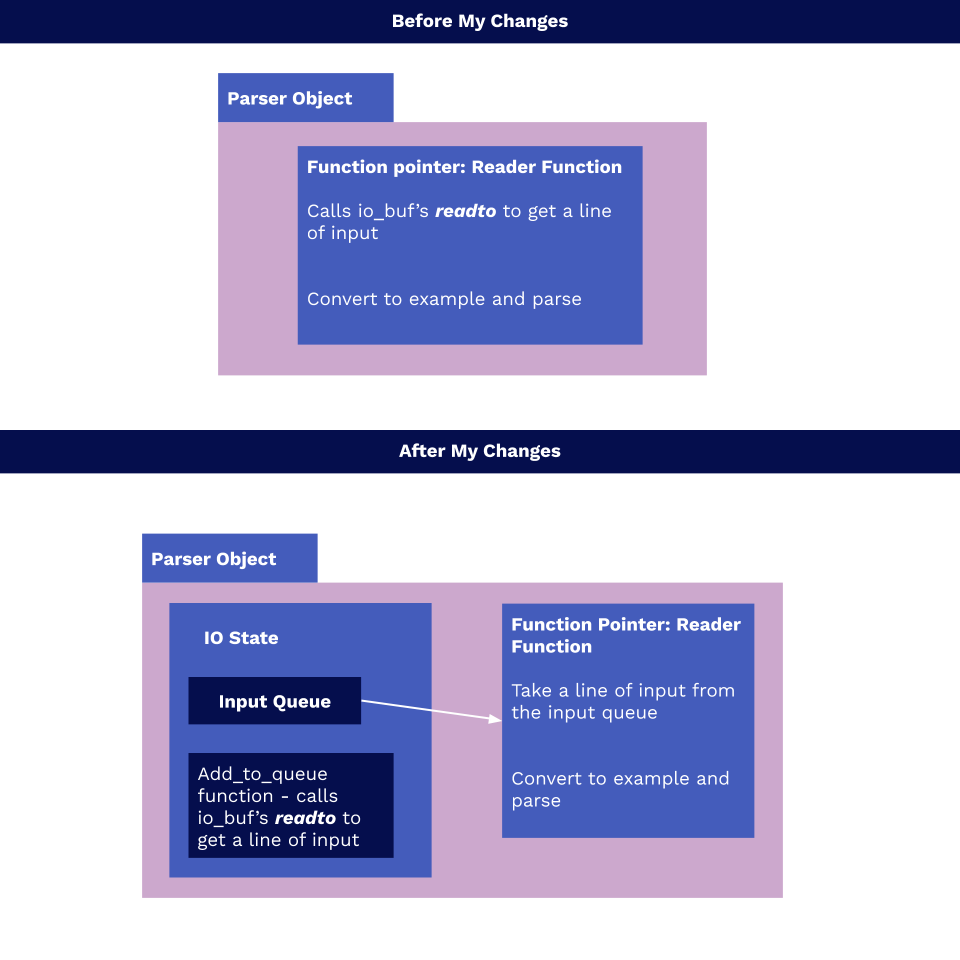 Before My Changes
Parser Object
Function pointer: Reader Function
Calls io_buf’s readto to get a line
of input
Convert to example and parse
After My Changes
Parser Object
IO State
Input Queue
Add_to_queue
function - calls
io_buf’s readto to
get a line of input
Function Pointer: Reader
Function
Take a line of input from
the input queue
Convert to example and
parse